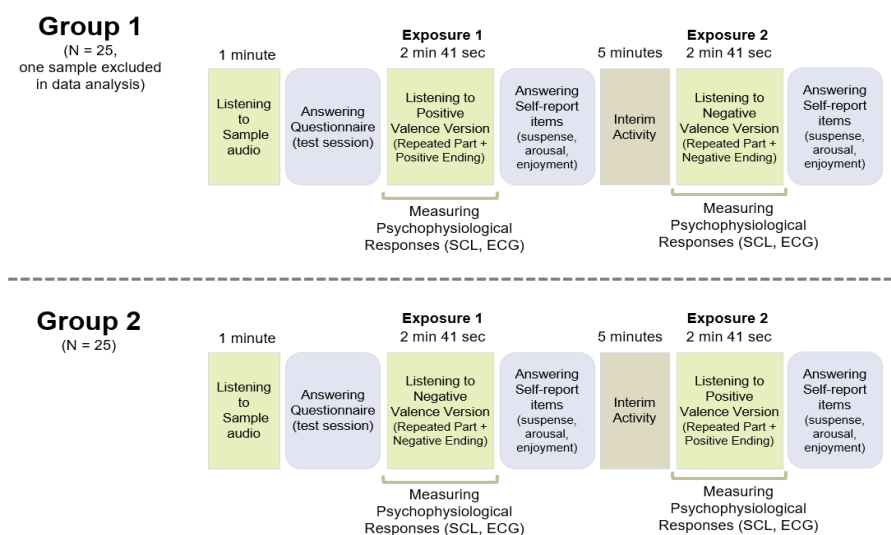 Group 1
(N = 25,
one sample excluded
in data analysis)
1 minute
Listening
to
Sample
audio
Answering
Questionnaire
(test session)
Exposure 1
2 min 41 sec
Listening to
Positive
Valence Version
(Repeated Part +
Positive Ending)
Answering
Self-report
items
(suspense,
arousal,
enjoyment)
5 minutes
Interim
Activity
Exposure 2
2 min 41 sec
Listening to
Negative
Valence Version
(Repeated Part +
Negative Ending)
Answering
Self-report
items
(suspense,
arousal,
enjoyment)
Measuring
Psychophysiological
Responses (SCL, ECG)
Measuring
Psychophysiological
Responses (SCL, ECG)
Group 2
(N = 25)
1 minute
Listening
to
Sample
audio
Answering
Questionnaire
(test session)
Exposure 1
2 min 41 sec
Listening to
Negative
Valence Version
(Repeated Part +
Negative Ending)
Answering
Self-report
items
(suspense,
arousal,
enjoyment)
5 minutes
Interim
Activity
Exposure 2
2 min 41 sec
Listening to
Positive
Valence Version
(Repeated Part +
Positive Ending)
Answering
Self-report
items
(suspense,
arousal,
enjoyment)
Measuring
Psychophysiological
Responses (SCL, ECG)
Measuring
Psychophysiological
Responses (SCL, ECG)